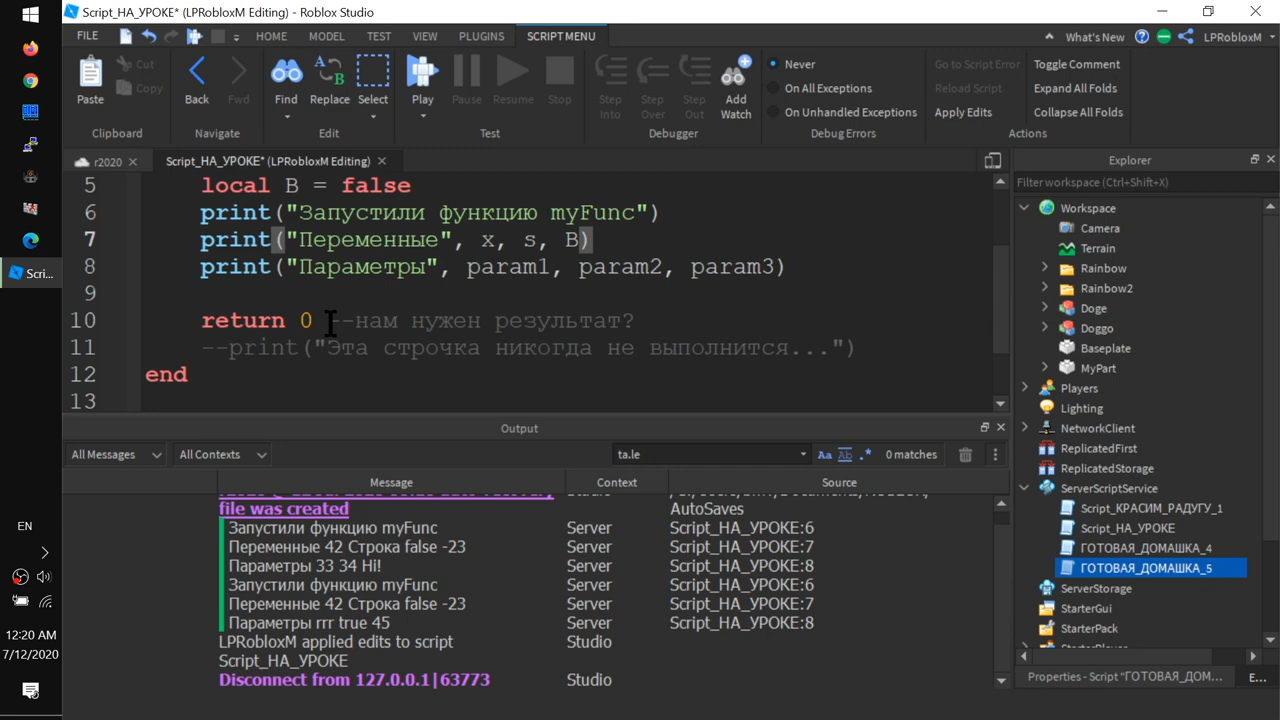 Script_НА_УРОКЕ* (LPRobloxM Editing) - Roblox Studio
FILE HOME MODEL TEST VIEW PLUGINS SCRIPT MENU What's New LPRobloxM
Paste Cut Copy
Clipboard
Back Fwd
Navigate
Find Replace Select
Edit
Play Pause Resume Stop
Test
Step Into Step Over Step Out Add Watch
Debugger
Never
On All Exceptions
On Unhandled Exceptions
Debug Errors
Go to Script Error
Reload Script
Apply Edits
Toggle Comment
Expand All Folds
Collapse All Folds
Actions
r2020 Script_НА_УРОКЕ* (LPRobloxM Editing)
5 local B = false
6 print("Запустили функцию myFunc")
7 print("Переменные", x, s, B)
8 print("Параметры", param1, param2, param3)
9
10 return 0 --нам нужен результат?
11 --print("Эта строчка никогда не выполнится...")
12 end
13
Output
All Messages All Contexts ta.le Aa Ab .* 0 matches
Message Context Source
file was created AutoSaves
Запустили функцию myFunc Server Script_НА_УРОКЕ:6
Переменные 42 Строка false -23 Server Script_НА_УРОКЕ:7
Параметры 33 34 Hi! Server Script_НА_УРОКЕ:8
Запустили функцию myFunc Server Script_НА_УРОКЕ:6
Переменные 42 Строка false -23 Server Script_НА_УРОКЕ:7
Параметры rrr true 45 Server Script_НА_УРОКЕ:8
LPRobloxM applied edits to script Studio
Script_НА_УРОКЕ
Disconnect from 127.0.0.1|63773 Studio
Explorer
Filter workspace (Ctrl+Shift+X)
Workspace
Camera
Terrain
Rainbow
Rainbow2
Doge
Doggo
Baseplate
MyPart
Players
Lighting
NetworkClient
ReplicatedFirst
ReplicatedStorage
ServerScriptService
Script_КРАСИМ_РАДУГУ_1
Script_НА_УРОКЕ
ГОТОВАЯ_ДОМАШКА_4
ГОТОВАЯ_ДОМАШКА_5
ServerStorage
StarterGui
StarterPack
Properties - Script "ГОТОВАЯ_ДОМ... E...
Scri...
EN
12:20 AM
7/12/2020